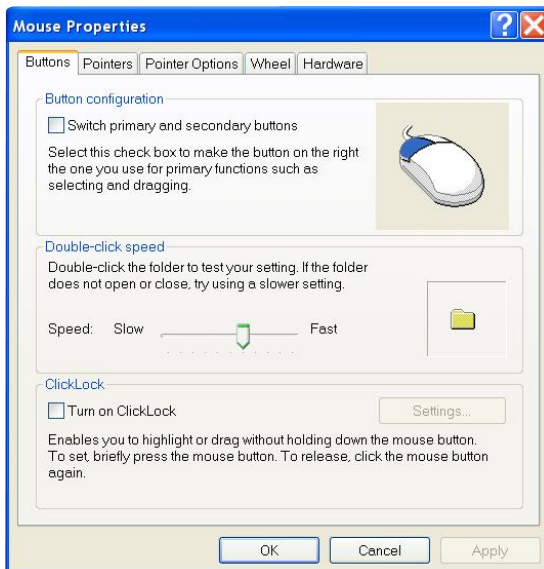 Mouse Properties
?
Buttons Pointers Pointer Options Wheel Hardware
Button configuration
Switch primary and secondary buttons
Select this check box to make the button on the right
the one you use for primary functions such as
selecting and dragging.
Double-click speed
Double-click the folder to test your setting. If the folder
does not open or close, try using a slower setting.
Speed: Slow Fast
ClickLock
Turn on ClickLock Settings...
Enables you to highlight or drag without holding down the mouse button.
To set, briefly press the mouse button. To release, click the mouse button
again.
OK Cancel Apply